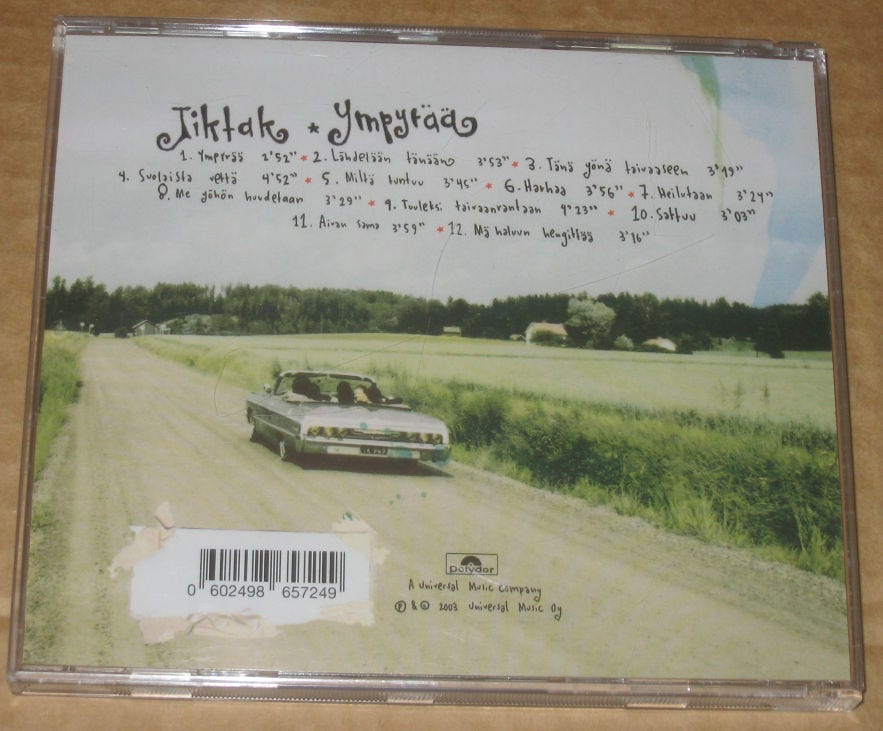 Tiktak ★ Ympyrää
1. Ympyrää 2'52" ★ 2. Lähdetään tänään 3'53" ★ 3. Tänä yönä taivaaseen 3'19"
4. Suolaista vettä 4'52" ★ 5. Miltä tuntuu 3'45" ★ 6. Harhaa 3'56" ★ 7. Heilutaan 3'24"
8. Me yöhön huudetaan 3'29" ★ 9. Tuuleksi taivaanrantaan 4'23" ★ 10. Sattuu 3'03"
11. Aivan sama 3'59" ★ 12. Mä haluun hengittää 3'16"
0 602498 657249
polydor
A Universal Music Company
℗ & © 2003 Universal Music Oy